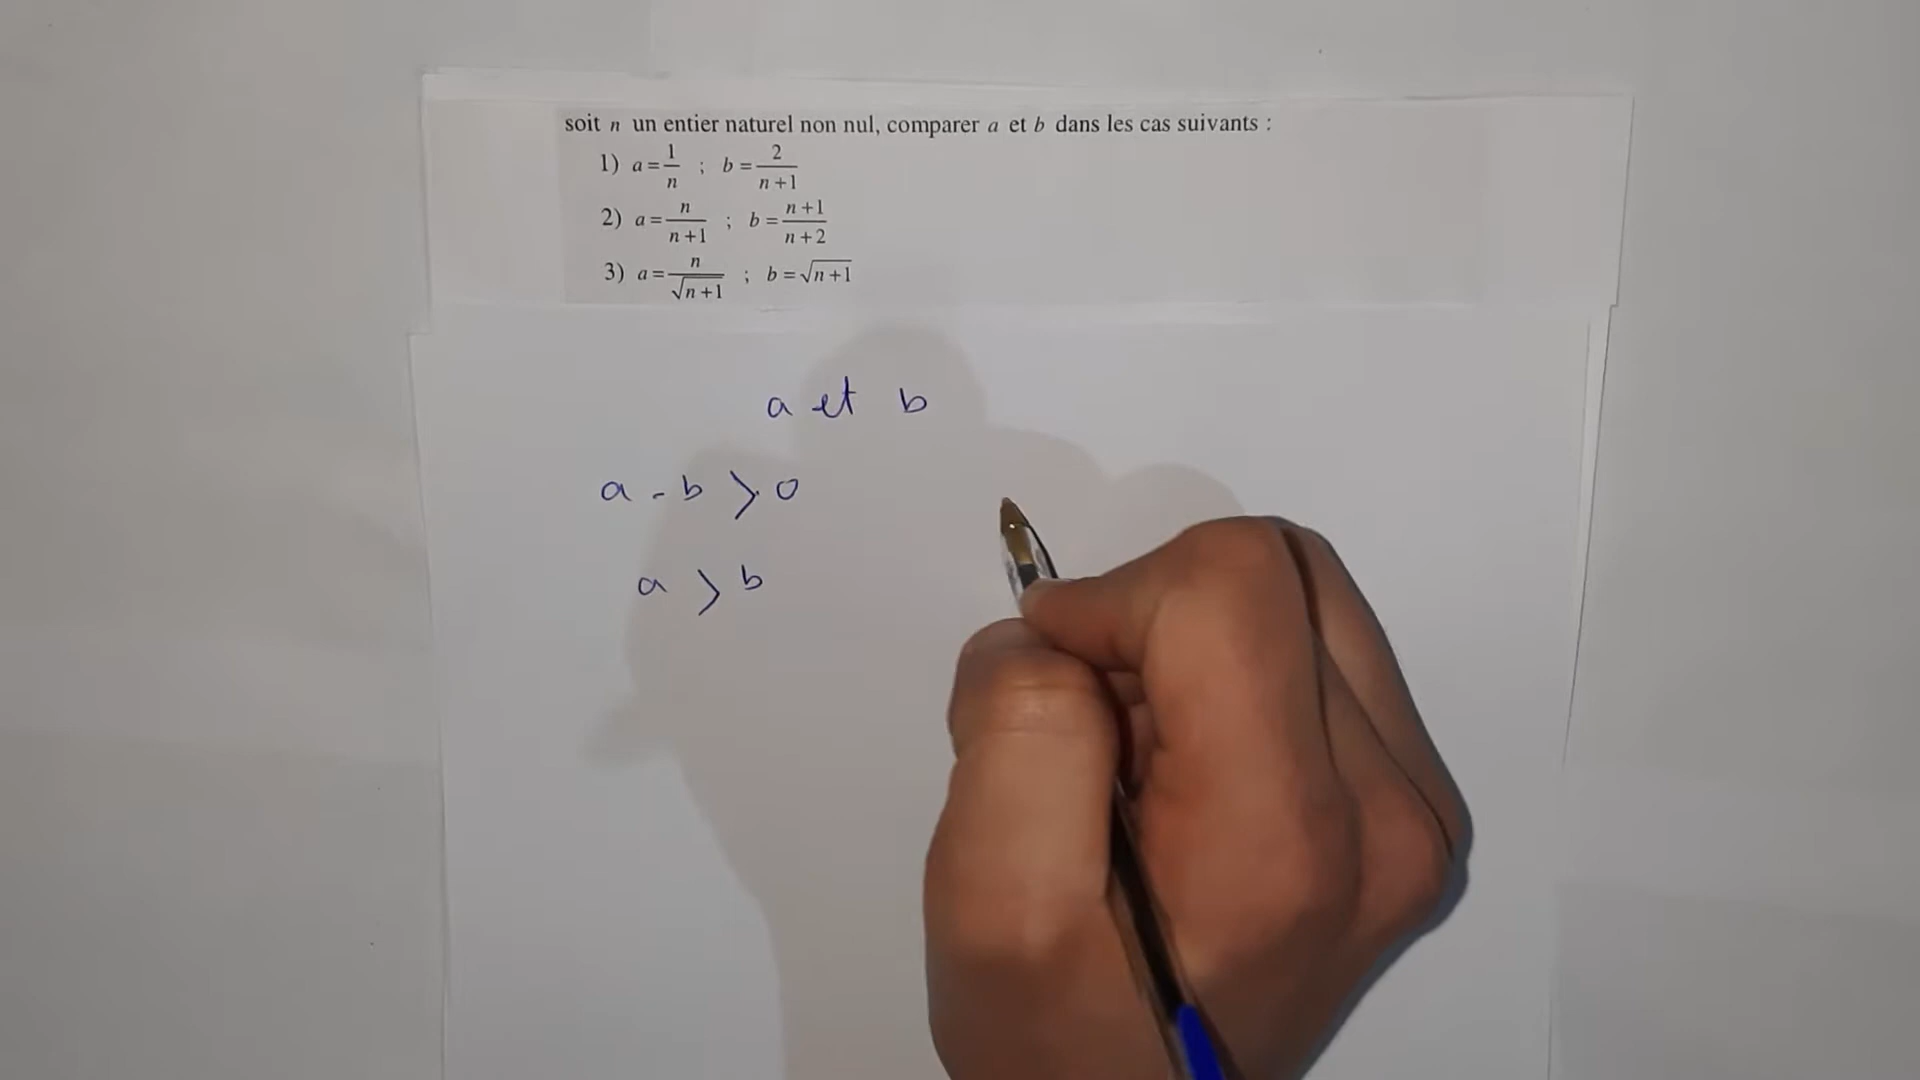 soit n un entier naturel non nul, comparer a et b dans les cas suivants :
1) a = 1/n ; b = 2/(n+1)
2) a = n/(n+1) ; b = (n+1)/(n+2)
3) a = n/√(n+1) ; b = √(n+1)
a et b
a - b > 0
a > b